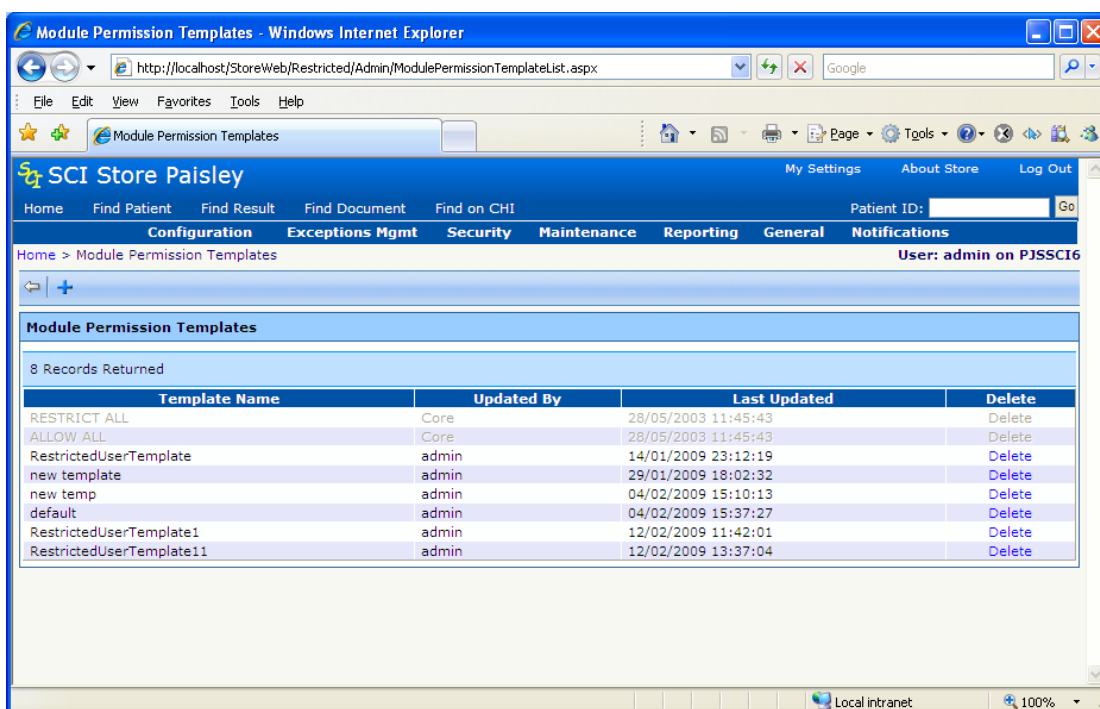 Module Permission Templates - Windows Internet Explorer
http://localhost/StoreWeb/Restricted/Admin/ModulePermissionTemplateList.aspx
Google
File Edit View Favorites Tools Help
Module Permission Templates
Page Tools
SCI SCI Store Paisley
My Settings About Store Log Out
Home Find Patient Find Result Find Document Find on CHI
Patient ID: Go
Configuration Exceptions Mgmt Security Maintenance Reporting General Notifications
Home > Module Permission Templates
User: admin on PJSSCI6
Module Permission Templates
8 Records Returned
Template Name Updated By Last Updated Delete
RESTRICT ALL Core 28/05/2003 11:45:43 Delete
ALLOW ALL Core 28/05/2003 11:45:43 Delete
RestrictedUserTemplate admin 14/01/2009 23:12:19 Delete
new template admin 29/01/2009 18:02:32 Delete
new temp admin 04/02/2009 15:10:13 Delete
default admin 04/02/2009 15:37:27 Delete
RestrictedUserTemplate1 admin 12/02/2009 11:42:01 Delete
RestrictedUserTemplate11 admin 12/02/2009 13:37:04 Delete
Local intranet 100%